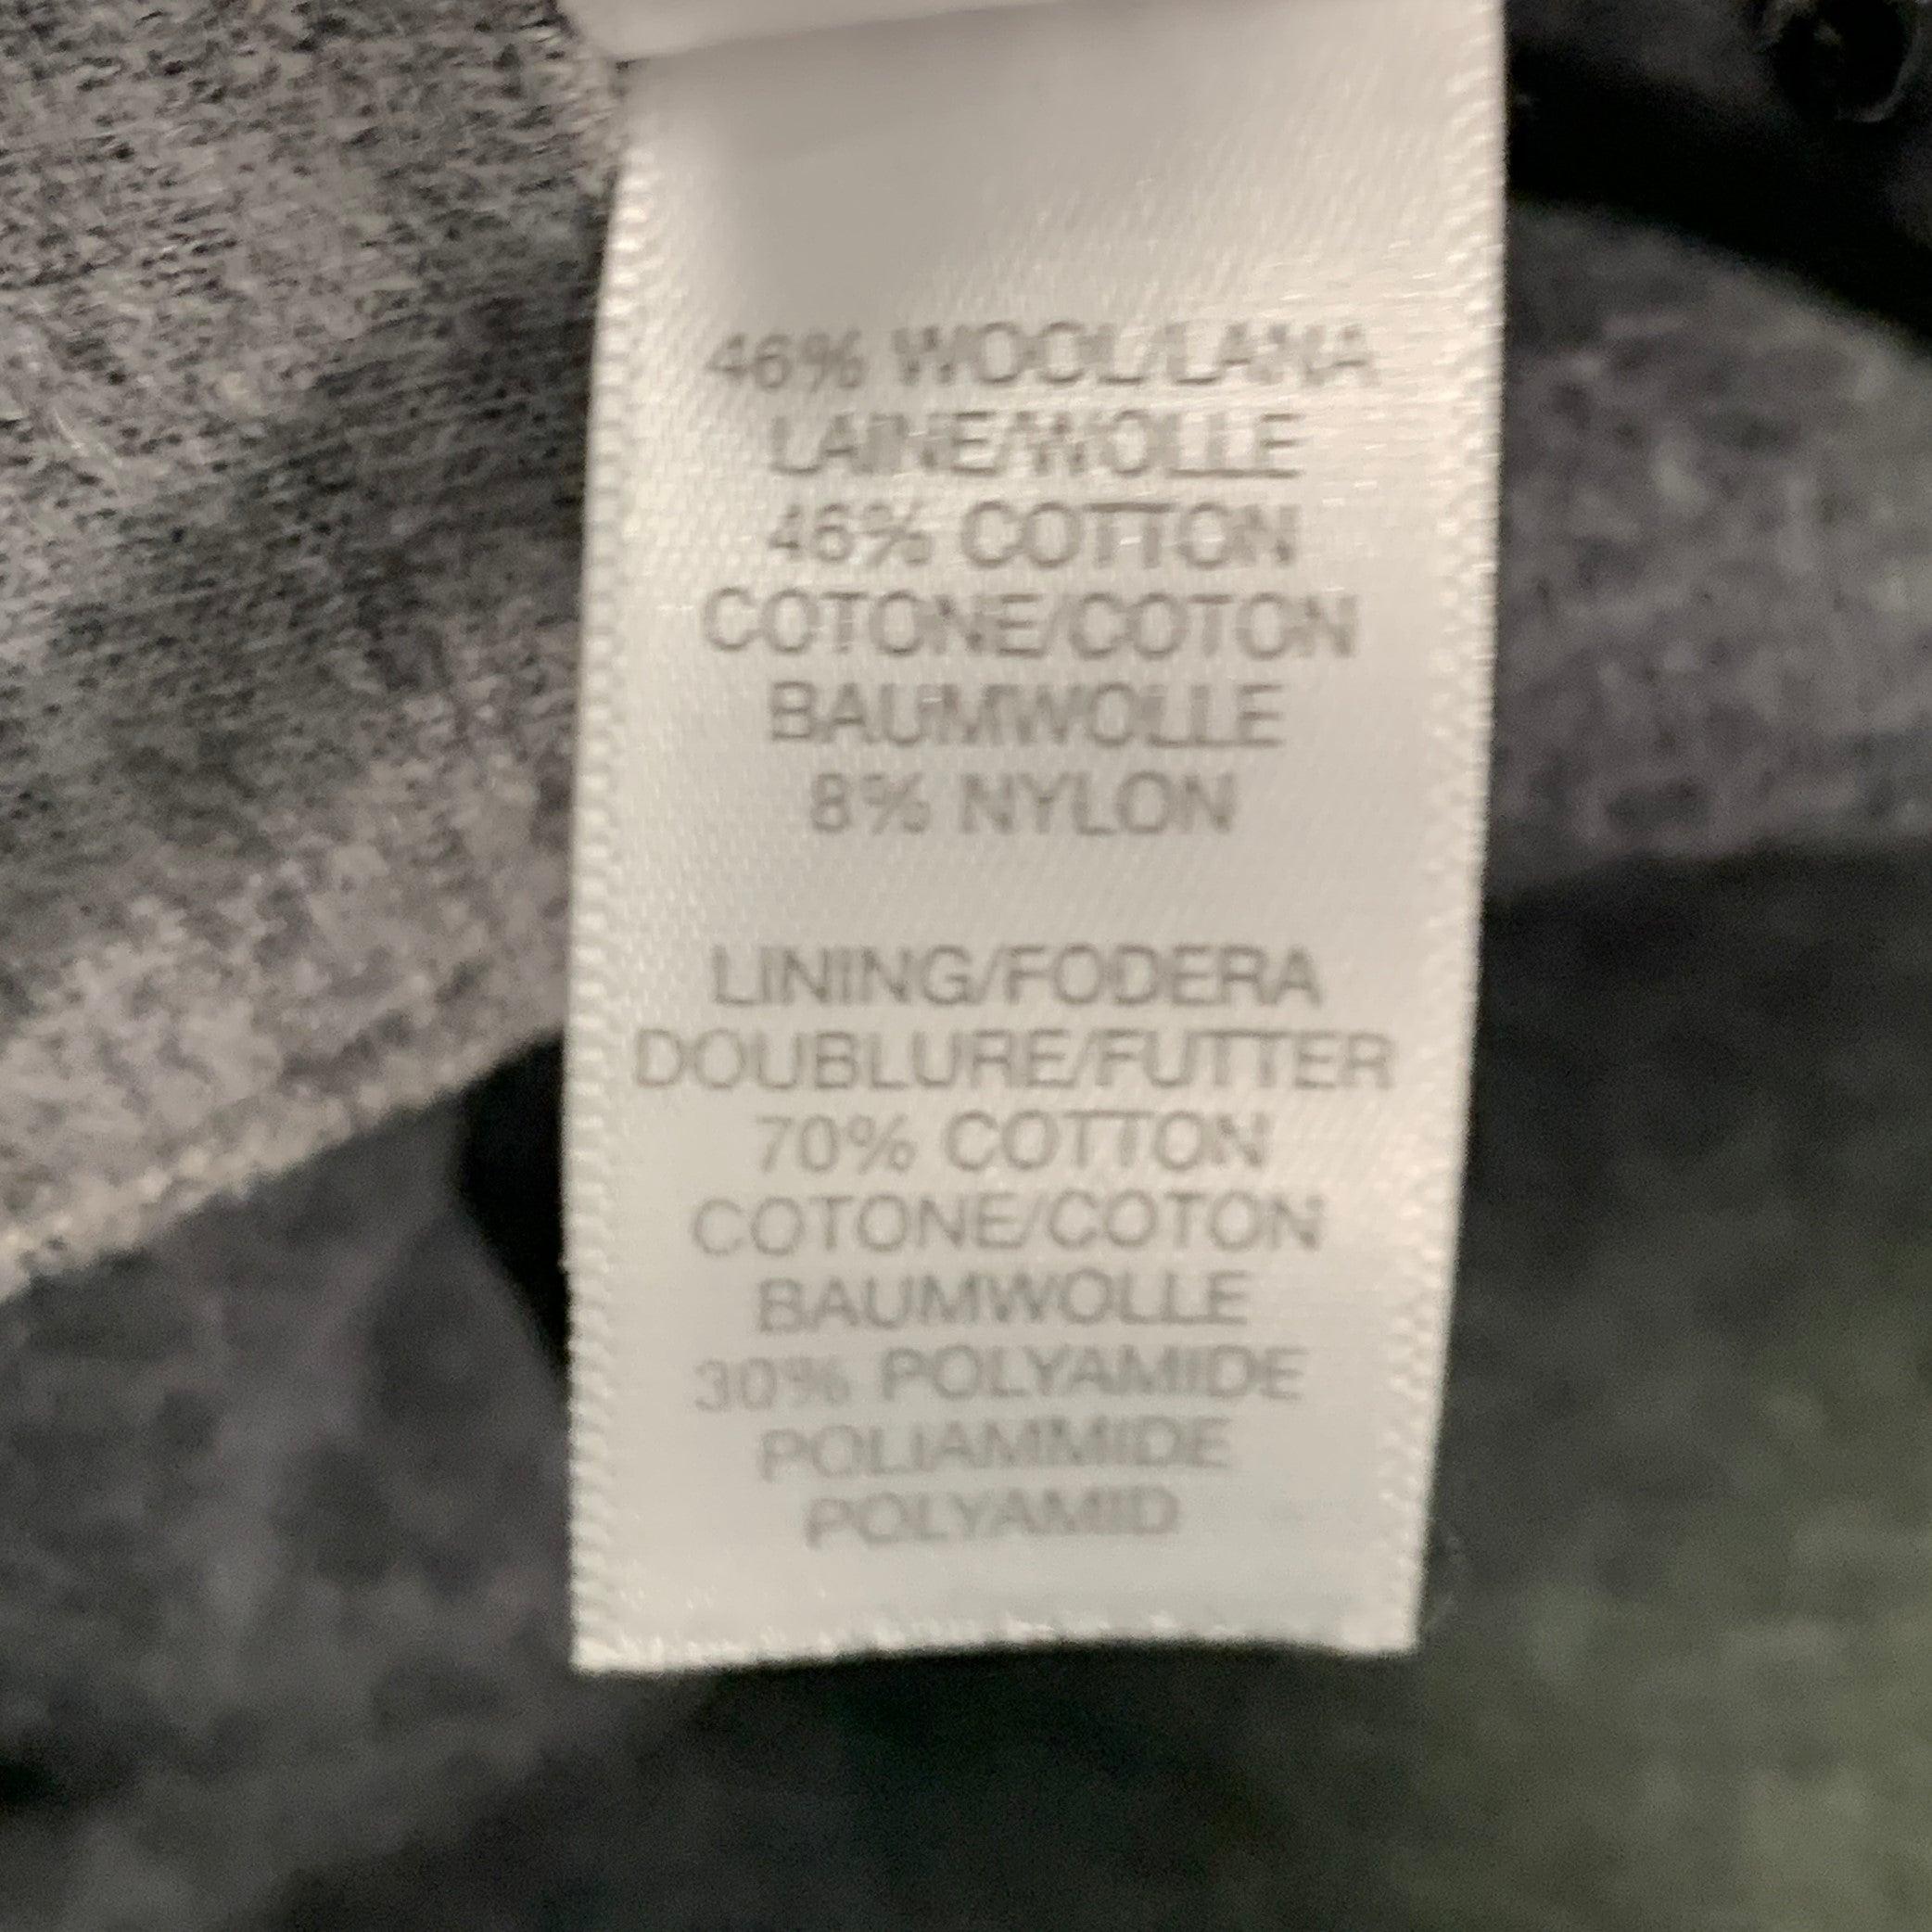 46% WOOL/LANA
LAINE/WOLLE
46% COTTON
COTONE/COTON
BAUMWOLLE
8% NYLON
LINING/FODERA
DOUBLURE/FUTTER
70% COTTON
COTONE/COTON
BAUMWOLLE
30% POLYAMIDE
POLIAMMIDE
POLYAMID